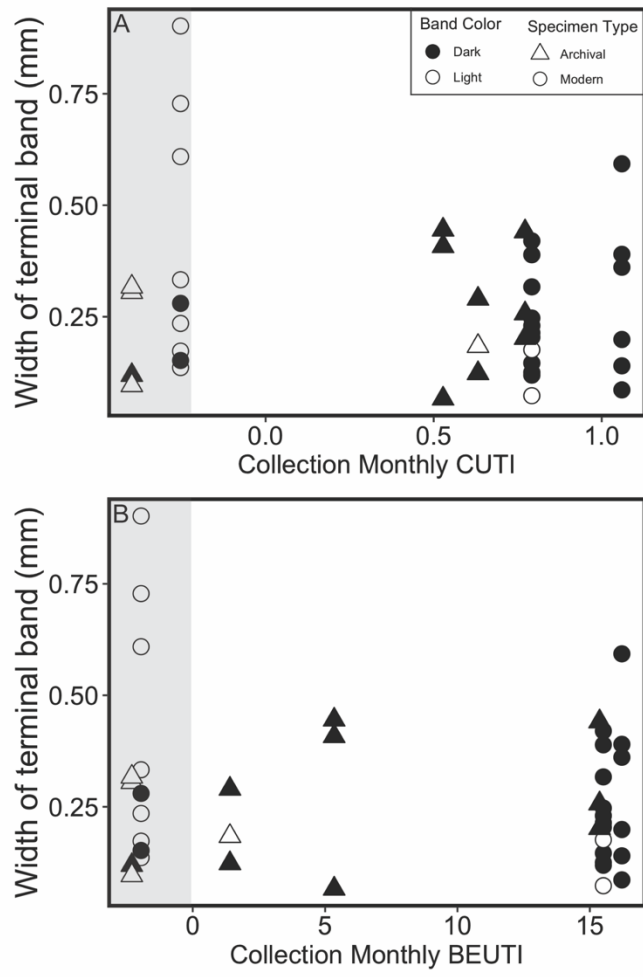 A
Band Color
Specimen Type
Dark
Archival
Light
Modern
Width of terminal band (mm)
0.75
0.50
0.25
0.0
0.5
1.0
Collection Monthly CUTI
B
Width of terminal band (mm)
0.75
0.50
0.25
0
5
10
15
Collection Monthly BEUTI